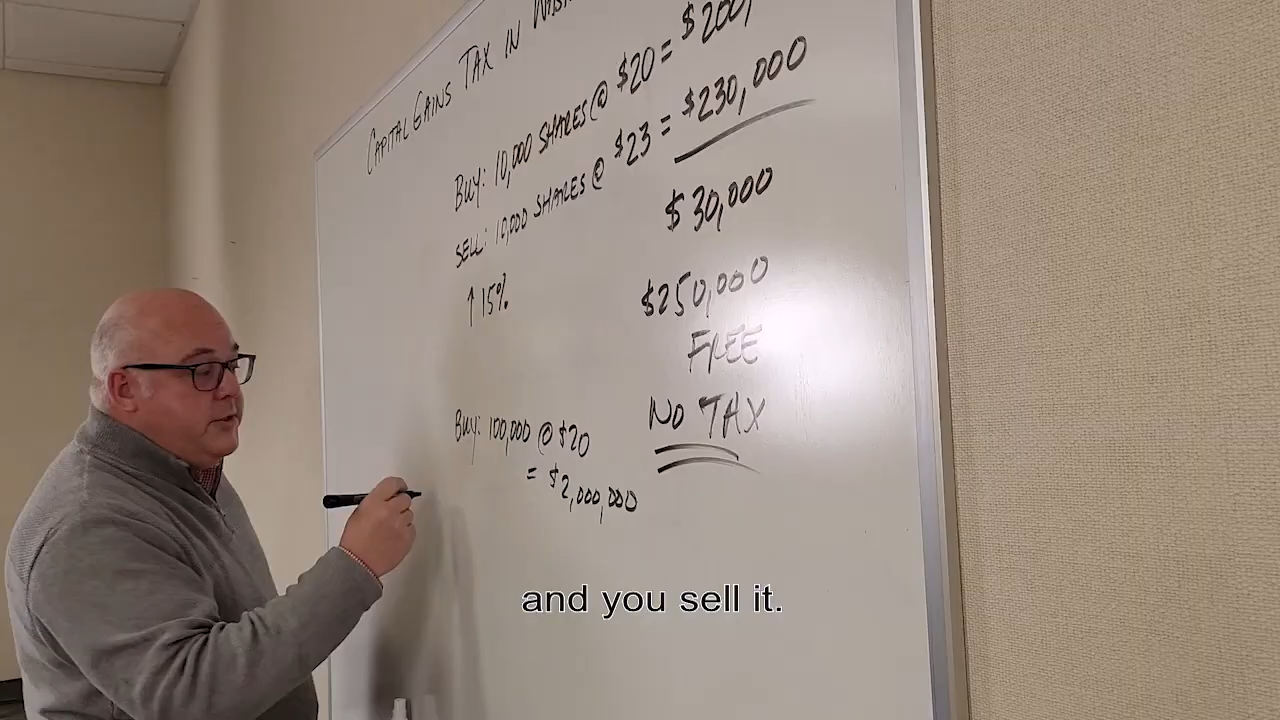 CAPITAL GAINS TAX IN
BUY: 10,000 SHARES @ $20 = $200,
SELL: 10,000 SHARES @ $23 = $230,000
$30,000
↑ 15%
$250,000
FREE
NO TAX
BUY: 100,000 @ $20
= $2,000,000
and you sell it.